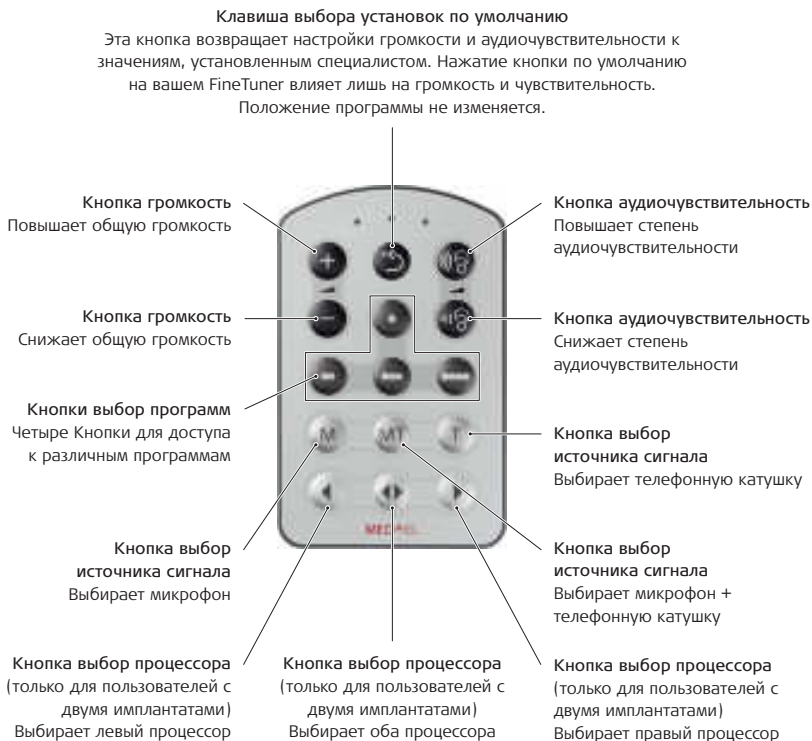 Клавиша выбора установок по умолчанию
Эта кнопка возвращает настройки громкости и аудиочувствительности к
значениям, установленным специалистом. Нажатие кнопки по умолчанию
на вашем FineTuner влияет лишь на громкость и чувствительность.
Положение программы не изменяется.
Кнопка громкость
Повышает общую громкость
Кнопка аудиочувствительность
Повышает степень
аудиочувствительности
Кнопка громкость
Снижает общую громкость
Кнопка аудиочувствительность
Снижает степень
аудиочувствительности
Кнопки выбор программ
Четыре Кнопки для доступа
к различным программам
M
MT
T
Кнопка выбор
источника сигнала
Выбирает телефонную катушку
MED-EL
Кнопка выбор
источника сигнала
Выбирает микрофон
Кнопка выбор
источника сигнала
Выбирает микрофон +
телефонную катушку
Кнопка выбор процессора
(только для пользователей с
двумя имплантатами)
Выбирает левый процессор
Кнопка выбор процессора
(только для пользователей с
двумя имплантатами)
Выбирает оба процессора
Кнопка выбор процессора
(только для пользователей с
двумя имплантатами)
Выбирает правый процессор